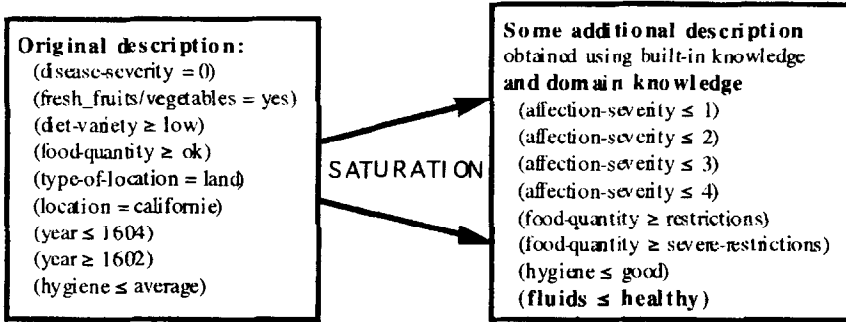 Original description:
(disease-severity = 0)
(fresh_fruits/vegetables = yes)
(diet-variety ≥ low)
(food-quantity ≥ ok)
(type-of-location = land)
(location = californie)
(year ≤ 1604)
(year ≥ 1602)
(hygiene ≤ average)
SATURATION
Some additional description
obtained using built-in knowledge
and domain knowledge
(affection-severity ≤ 1)
(affection-severity ≤ 2)
(affection-severity ≤ 3)
(affection-severity ≤ 4)
(food-quantity ≥ restrictions)
(food-quantity ≥ severe-restrictions)
(hygiene ≤ good)
(fluids ≤ healthy)